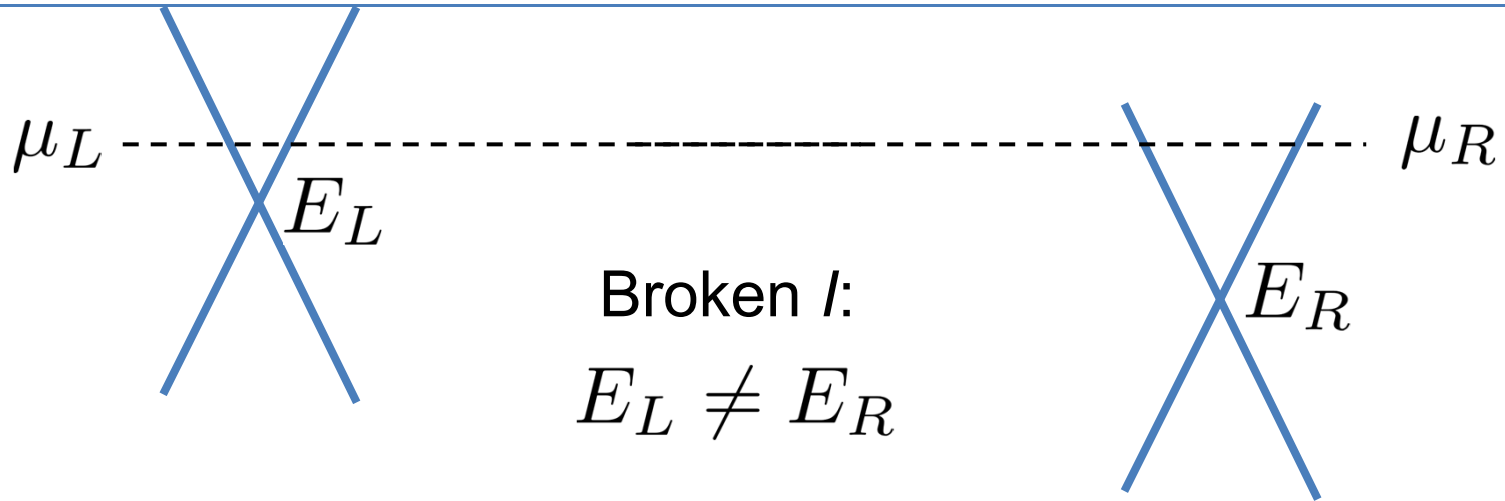 μ_L
μ_R
E_L
E_R
Broken I:
E_L ≠ E_R